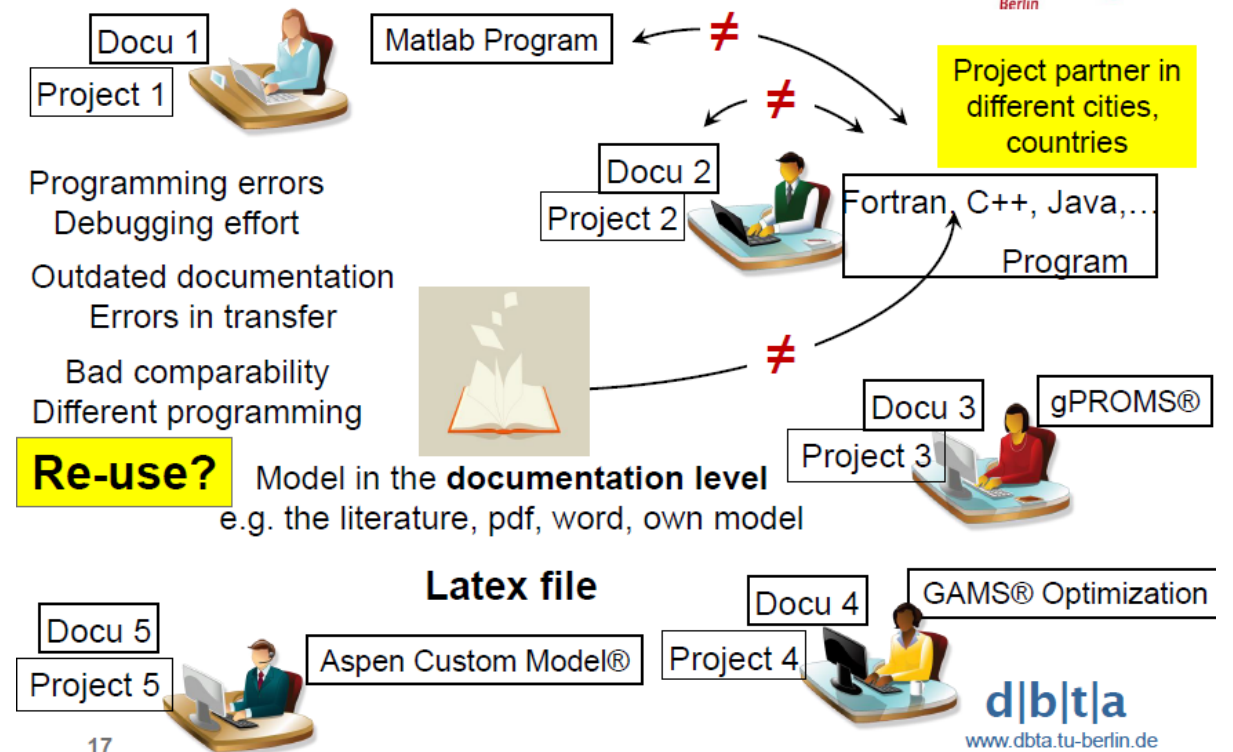 Berlin
Docu 1
Project 1
Matlab Program
≠
≠
Project partner in
different cities,
countries
Docu 2
Project 2
Fortran, C++, Java,...
Program
Programming errors
Debugging effort
Outdated documentation
Errors in transfer
Bad comparability
Different programming
≠
Re-use?
Model in the documentation level
e.g. the literature, pdf, word, own model
Docu 3
Project 3
gPROMS®
Latex file
Docu 4
Project 4
GAMS® Optimization
Docu 5
Project 5
Aspen Custom Model®
d|b|t|a
www.dbta.tu-berlin.de
17